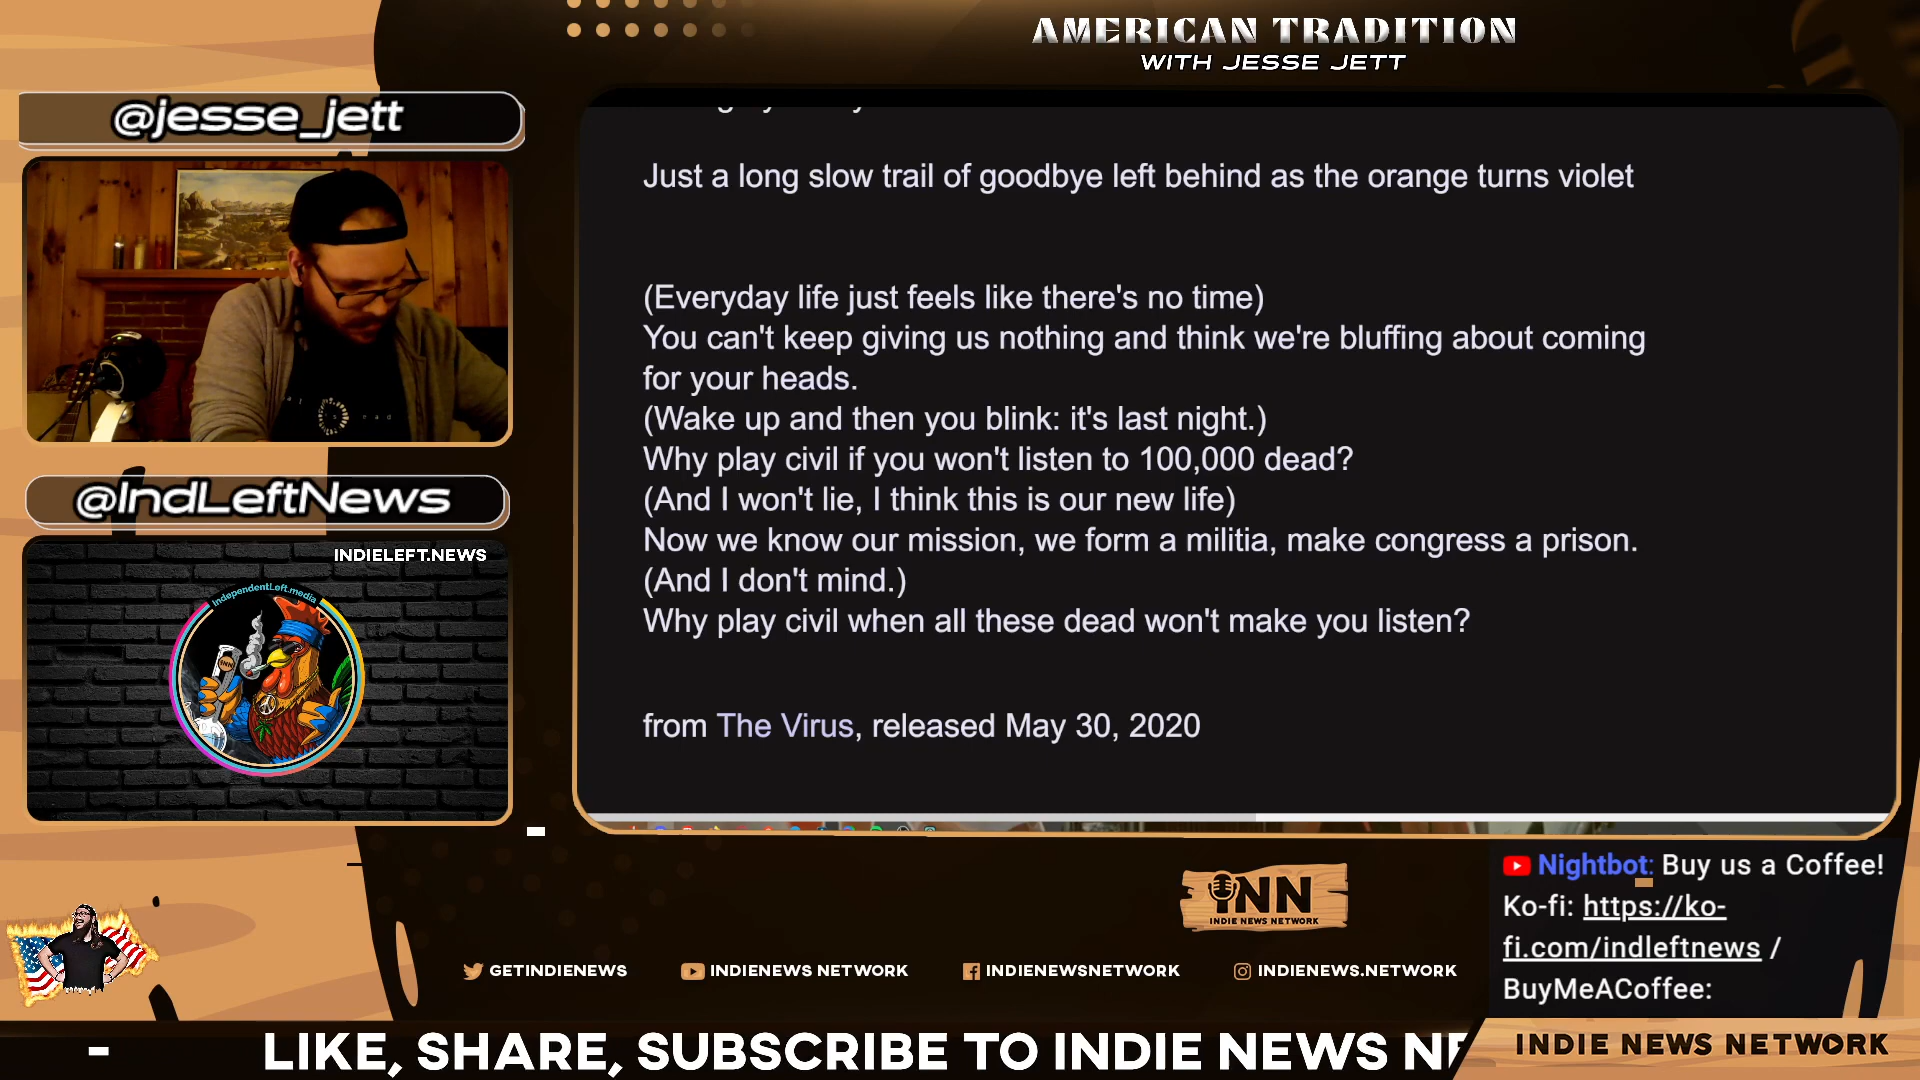 AMERICAN TRADITION
WITH JESSE JETT
@jesse_jett
Just a long slow trail of goodbye left behind as the orange turns violet
(Everyday life just feels like there's no time)
You can't keep giving us nothing and think we're bluffing about coming
for your heads.
(Wake up and then you blink: it's last night.)
Why play civil if you won't listen to 100,000 dead?
(And I won't lie, I think this is our new life)
Now we know our mission, we form a militia, make congress a prison.
(And I don't mind.)
Why play civil when all these dead won't make you listen?
from The Virus, released May 30, 2020
@IndLeftNews
INDIELEFT.NEWS
IndependentLeft.media
INN
INN
INDIE NEWS NETWORK
GETINDIENEWS
INDIENEWS NETWORK
INDIENEWSNETWORK
INDIENEWS.NETWORK
Nightbot: Buy us a Coffee!
Ko-fi: https://ko-
fi.com/indleftnews /
BuyMeACoffee:
LIKE, SHARE, SUBSCRIBE TO INDIE NEWS NE
INDIE NEWS NETWORK